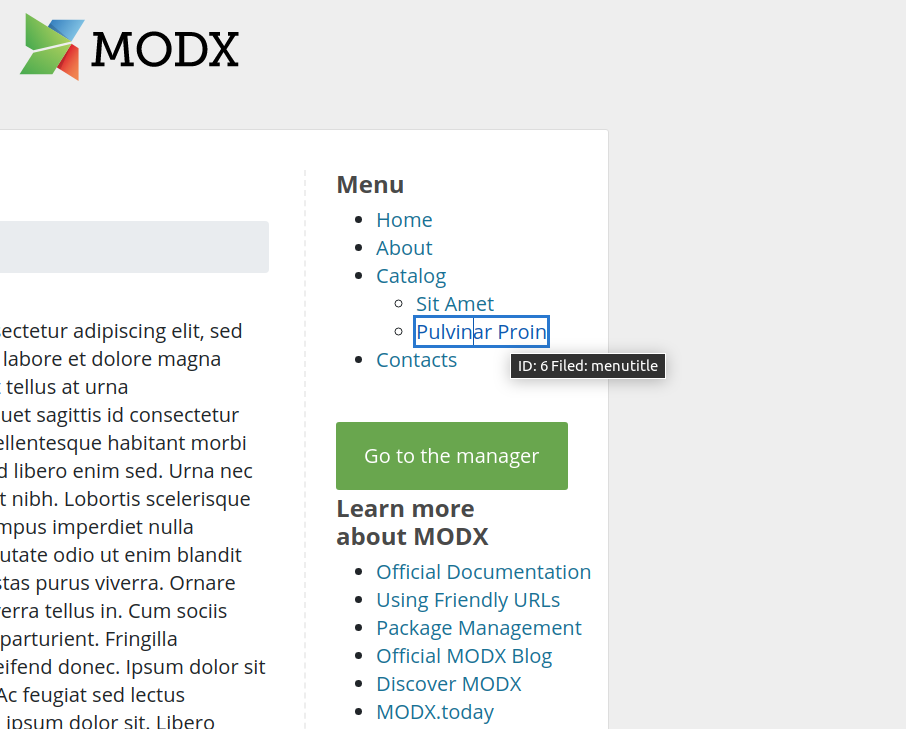 MODX
ectetur adipiscing elit, sed
labore et dolore magna
tellus at urna
uet sagittis id consectetur
ellentesque habitant morbi
d libero enim sed. Urna nec
t nibh. Lobortis scelerisque
mpus imperdiet nulla
utate odio ut enim blandit
stas purus viverra. Ornare
verra tellus in. Cum sociis
parturient. Fringilla
eifend donec. Ipsum dolor sit
Ac feugiat sed lectus
ipsum dolor sit. Libero
Menu
Home
About
Catalog
Sit Amet
Pulvinar Proin
Contacts
ID: 6 Filed: menutitle
Go to the manager
Learn more
about MODX
Official Documentation
Using Friendly URLs
Package Management
Official MODX Blog
Discover MODX
MODX.today